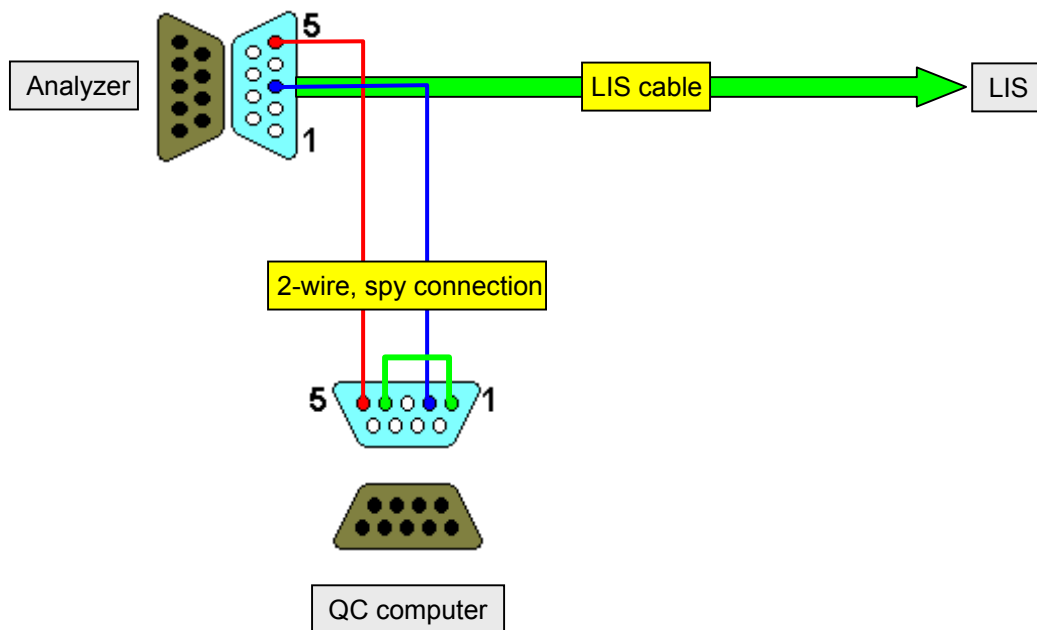 5
Analyzer
LIS cable
LIS
1
2-wire, spy connection
5
1
QC computer